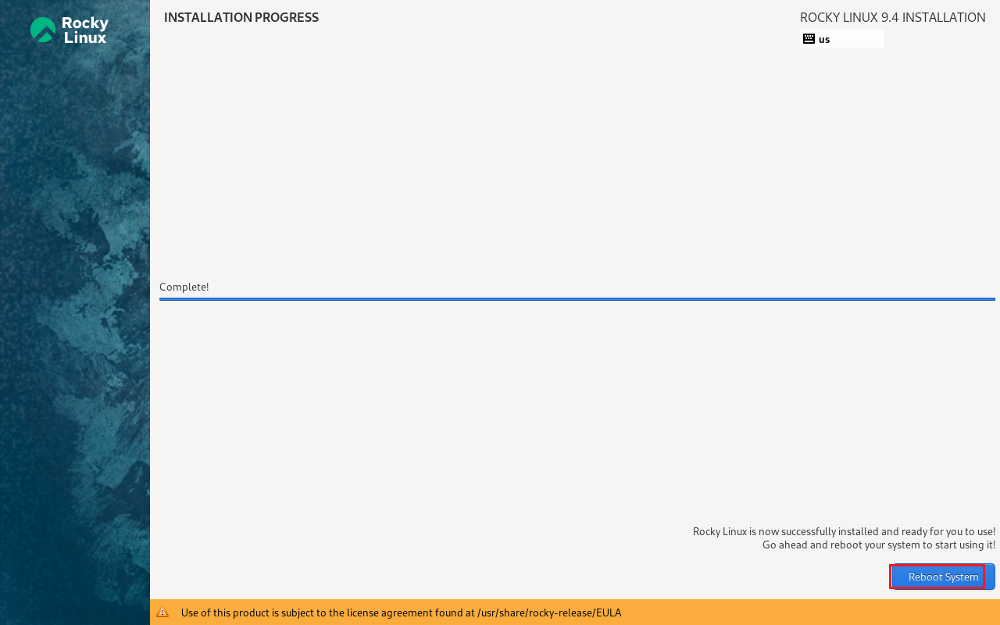 Rocky
Linux
INSTALLATION PROGRESS
ROCKY LINUX 9.4 INSTALLATION
us
Complete!
Rocky Linux is now successfully installed and ready for you to use!
Go ahead and reboot your system to start using it!
Reboot System
Use of this product is subject to the license agreement found at /usr/share/rocky-release/EULA